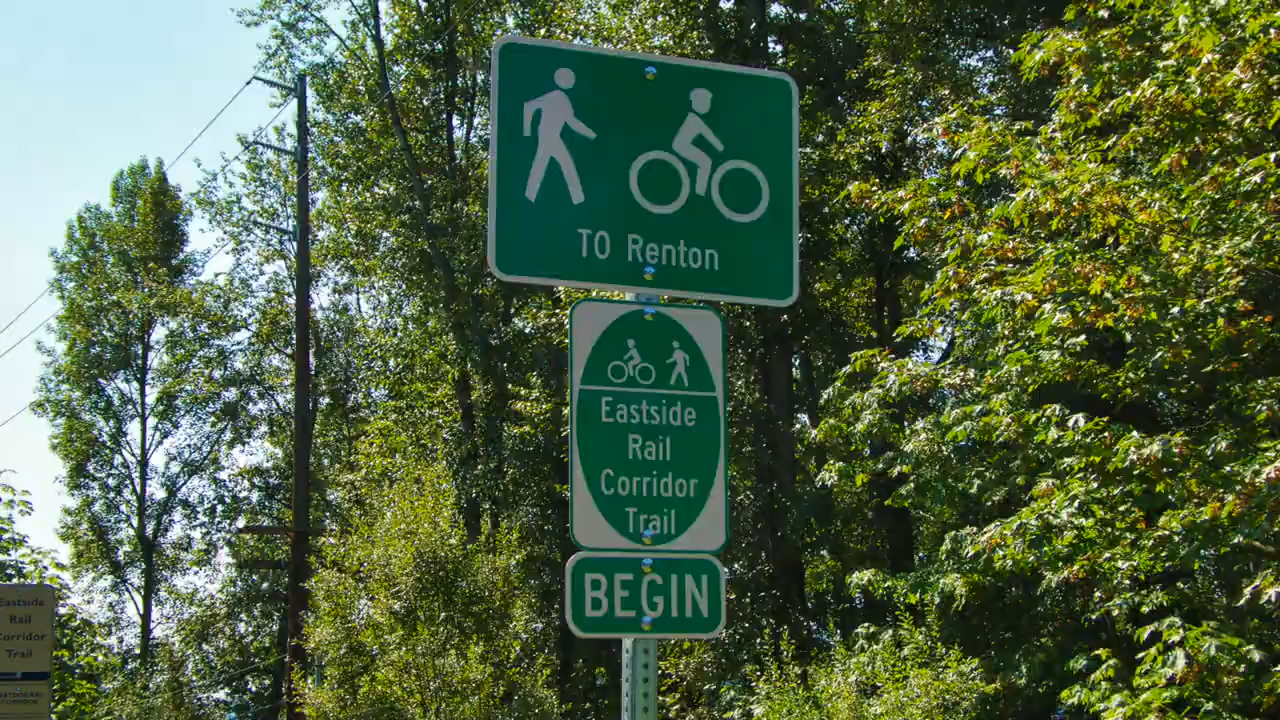 TO Renton
Eastside
Rail
Corridor
Trail
BEGIN
Eastside
Rail
Corridor
Trail